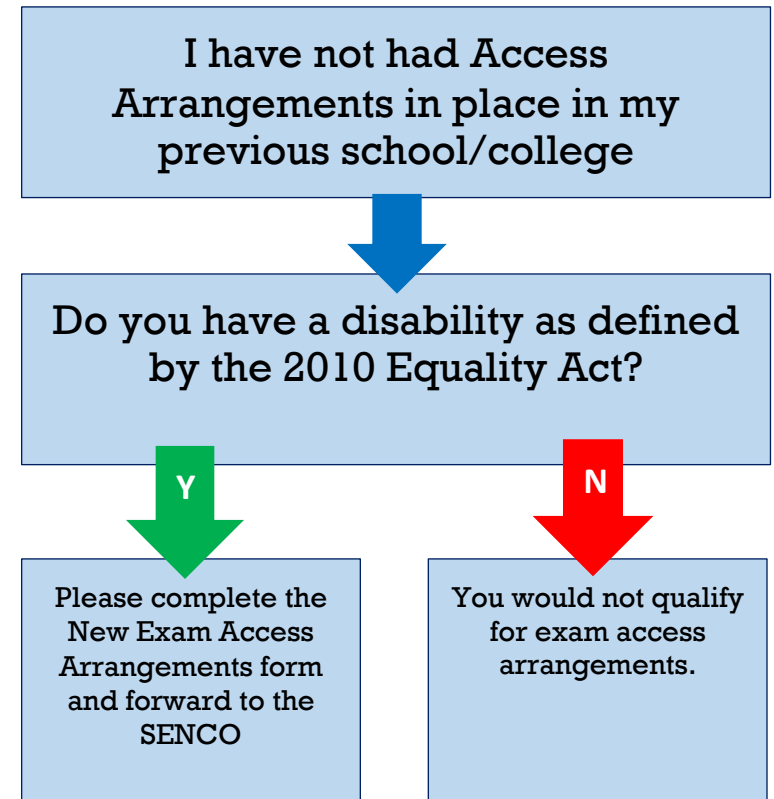 I have not had Access
Arrangements in place in my
previous school/college
Do you have a disability as defined
by the 2010 Equality Act?
Y
N
Please complete the
New Exam Access
Arrangements form
and forward to the
SENCO
You would not qualify
for exam access
arrangements.